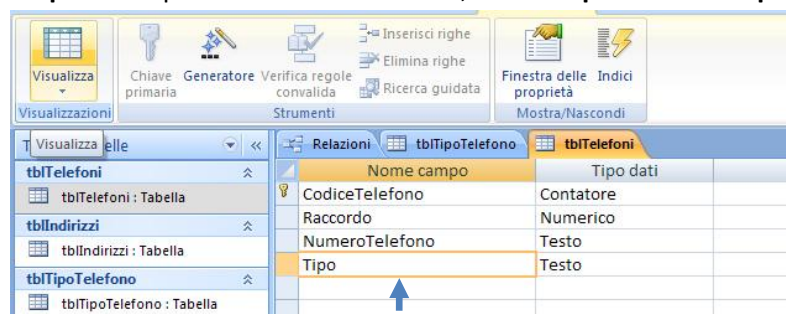 Inserisci righe
Elimina righe
Ricerca guidata
Visualizza
Chiave primaria
Generatore
Verifica regole convalida
Finestra delle proprietà
Indici
Visualizzazioni
Strumenti
Mostra/Nascondi
Visualizza
elle
Relazioni
tblTipoTelefono
tblTelefoni
tblTelefoni
tblTelefoni : Tabella
tblIndirizzi
tblIndirizzi : Tabella
tblTipoTelefono
tblTipoTelefono : Tabella
Nome campo
Tipo dati
CodiceTelefono
Contatore
Raccordo
Numerico
NumeroTelefono
Testo
Tipo
Testo